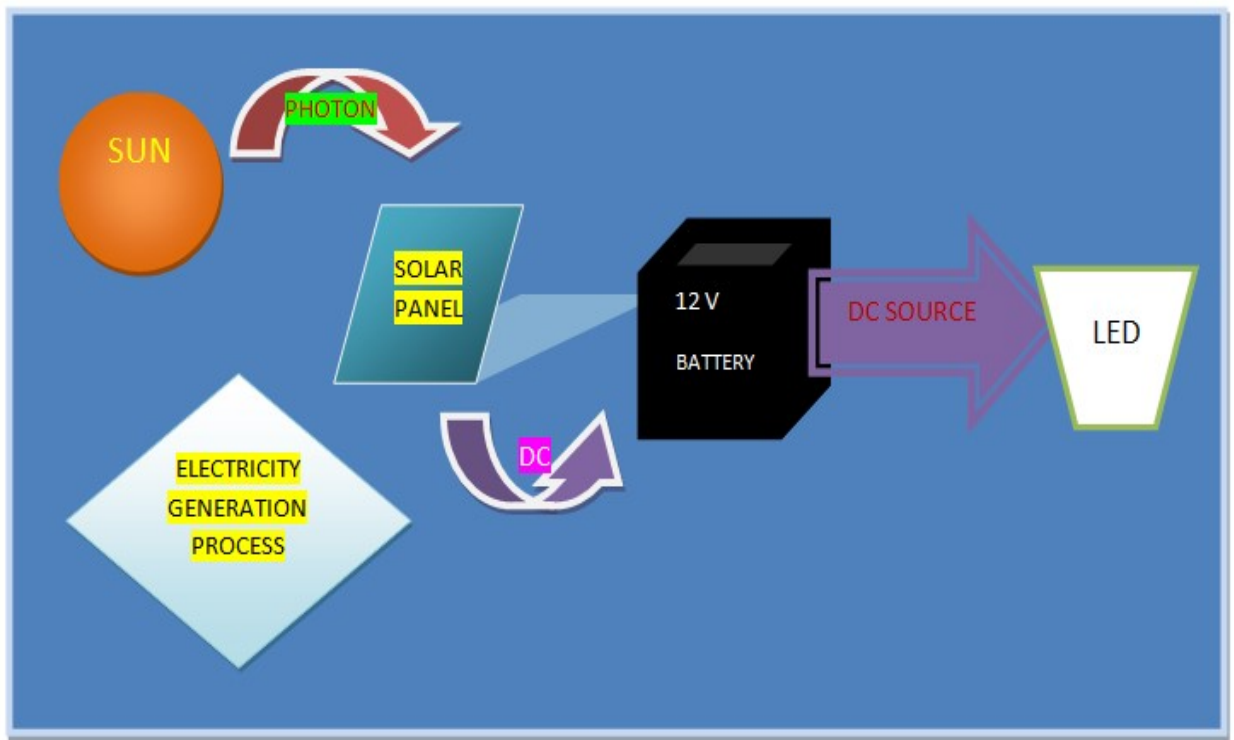 SUN
PHOTON
SOLAR
PANEL
12 V
BATTERY
DC SOURCE
LED
DC
ELECTRICITY
GENERATION
PROCESS